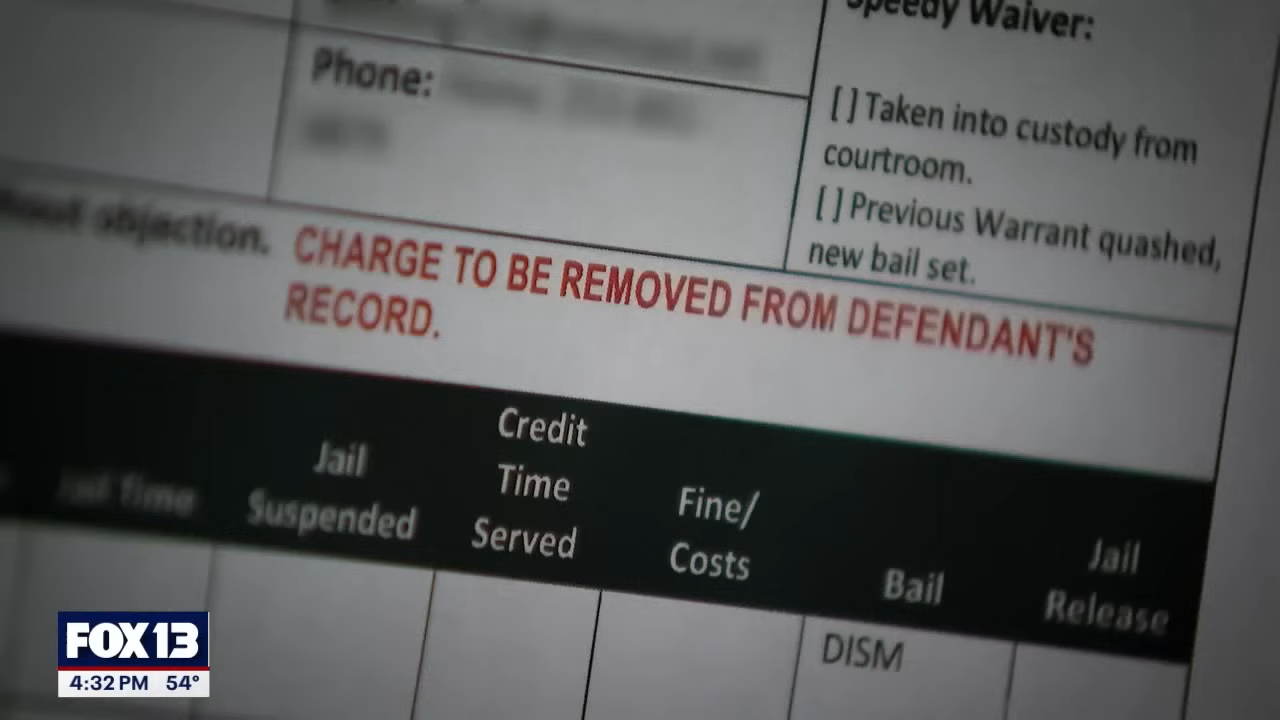 Speedy Waiver:
Phone:
[ ] Taken into custody from
courtroom.
[ ] Previous Warrant quashed,
new bail set.
objection. CHARGE TO BE REMOVED FROM DEFENDANT'S
RECORD.
Jail Time
Jail
Suspended
Credit
Time
Served
Fine/
Costs
Bail
Jail
Release
DISM
FOX 13
4:32 PM 54°